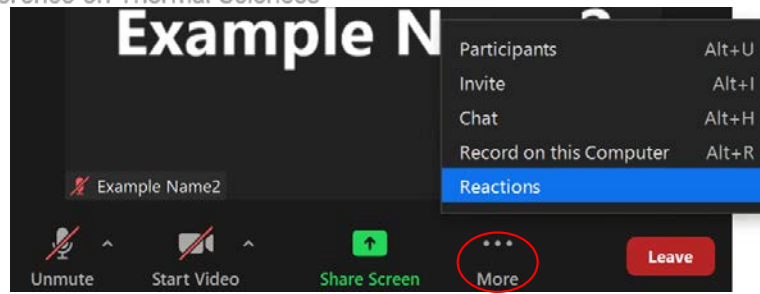 Example N
Participants Alt+U
Invite Alt+I
Chat Alt+H
Record on this Computer Alt+R
Reactions
Example Name2
Unmute
Start Video
Share Screen
More
Leave